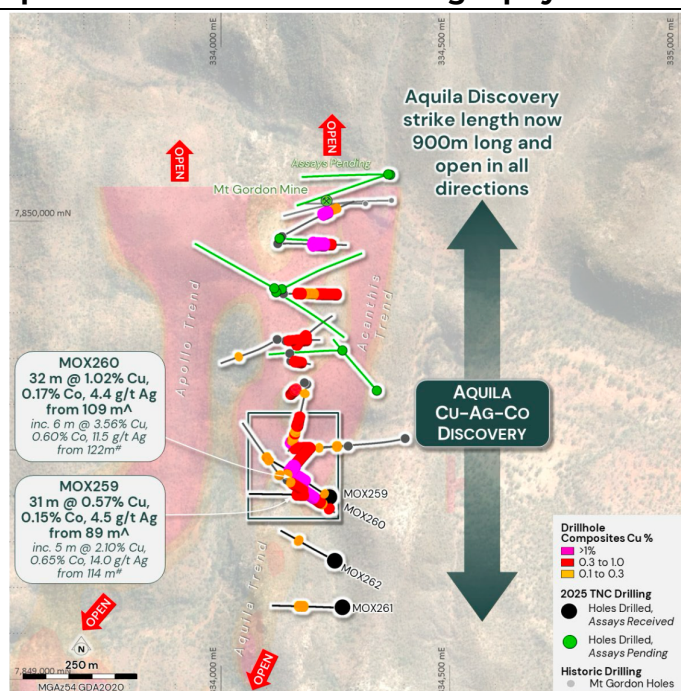 334,000 mE
334,500 mE
335,000 mE
Aquila Discovery
strike length now
900m long and
open in all
directions
OPEN
OPEN
Assays Pending
Mt Gordon Mine
7,850,000 mN
Apollo Trend
Acanthis
Trend
MOX260
32 m @ 1.02% Cu,
0.17% Co, 4.4 g/t Ag
from 109 m^
inc. 6 m @ 3.56% Cu,
0.60% Co, 11.5 g/t Ag
from 122m#
AQUILA
CU-AG-CO
DISCOVERY
MOX259
31 m @ 0.57% Cu,
0.15% Co, 4.5 g/t Ag
from 89 m^
inc. 5 m @ 2.10% Cu,
0.65% Co, 14.0 g/t Ag
from 114 m#
MOX259
MOX260
MOX262
MOX261
Aquila Trend
OPEN
OPEN
N
250 m
7,849,000 mN
MGAz54 GDA2020
334,000 mE
334,500 mE
Drillhole
Composites Cu %
>1%
0.3 to 1.0
0.1 to 0.3
2025 TNC Drilling
Holes Drilled,
Assays Received
Holes Drilled,
Assays Pending
Historic Drilling
Mt Gordon Holes